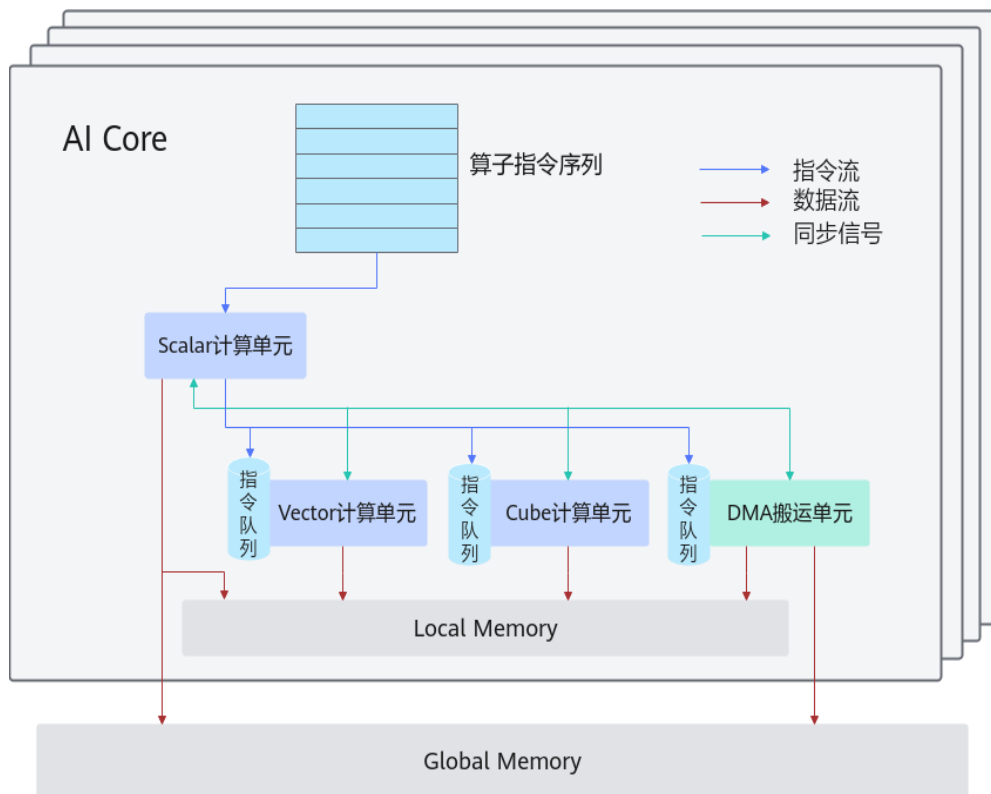 AI Core
算子指令序列
指令流
数据流
同步信号
Scalar计算单元
指令队列
Vector计算单元
指令队列
Cube计算单元
指令队列
DMA搬运单元
Local Memory
Global Memory